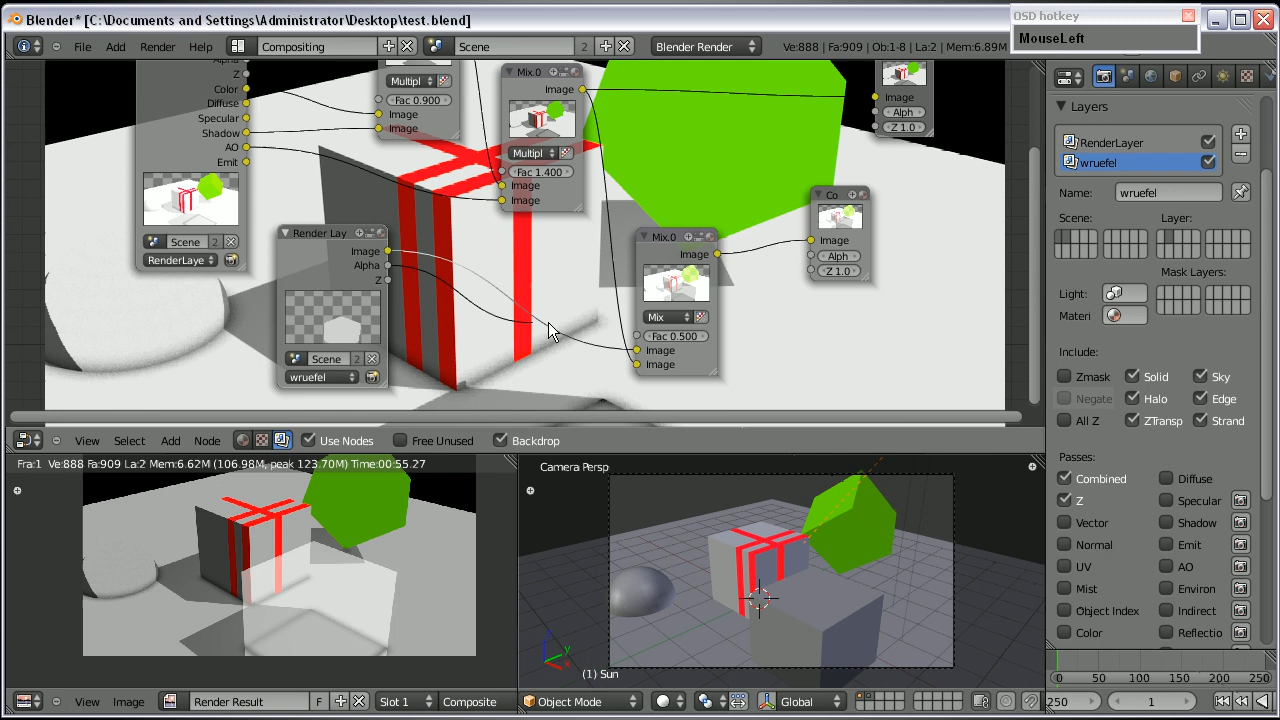 Blender* [C:\Documents and Settings\Administrator\Desktop\test.blend]
OSD hotkey
MouseLeft
File Add Render Help
Compositing
Scene 2
Blender Render
Ve:888 | Fa:909 | Ob:1-8 | La:2 | Mem:6.89M
Alpha
Z
Color
Diffuse
Specular
Shadow
AO
Emit
Scene 2
RenderLaye
Multipl
Fac 0.900
Image
Image
Mix.0
Image
Multipl
Fac 1.400
Image
Image
Image
Alph
Z 1.0
Render Lay
Image
Alpha
Z
Scene 2
wruefel
Mix.0
Image
Mix
Fac 0.500
Image
Image
Co
Image
Alph
Z 1.0
Layers
RenderLayer
wruefel
Name: wruefel
Scene: Layer:
Mask Layers:
Light:
Materi
Include:
Zmask Solid Sky
Negate Halo Edge
All Z ZTransp Strand
Passes:
Combined Diffuse
Z Specular
Vector Shadow
Normal Emit
UV AO
Mist Environ
Object Index Indirect
Color Reflectio
View Select Add Node
Use Nodes Free Unused Backdrop
Fra:1 Ve:888 Fa:909 La:2 Mem:6.62M (106.98M, peak 123.70M) Time:00:55.27
Camera Persp
z
y
x
(1) Sun
View Image
Render Result F
Slot 1
Composite
Object Mode
Global
0 50 100 150 200 250
250 1